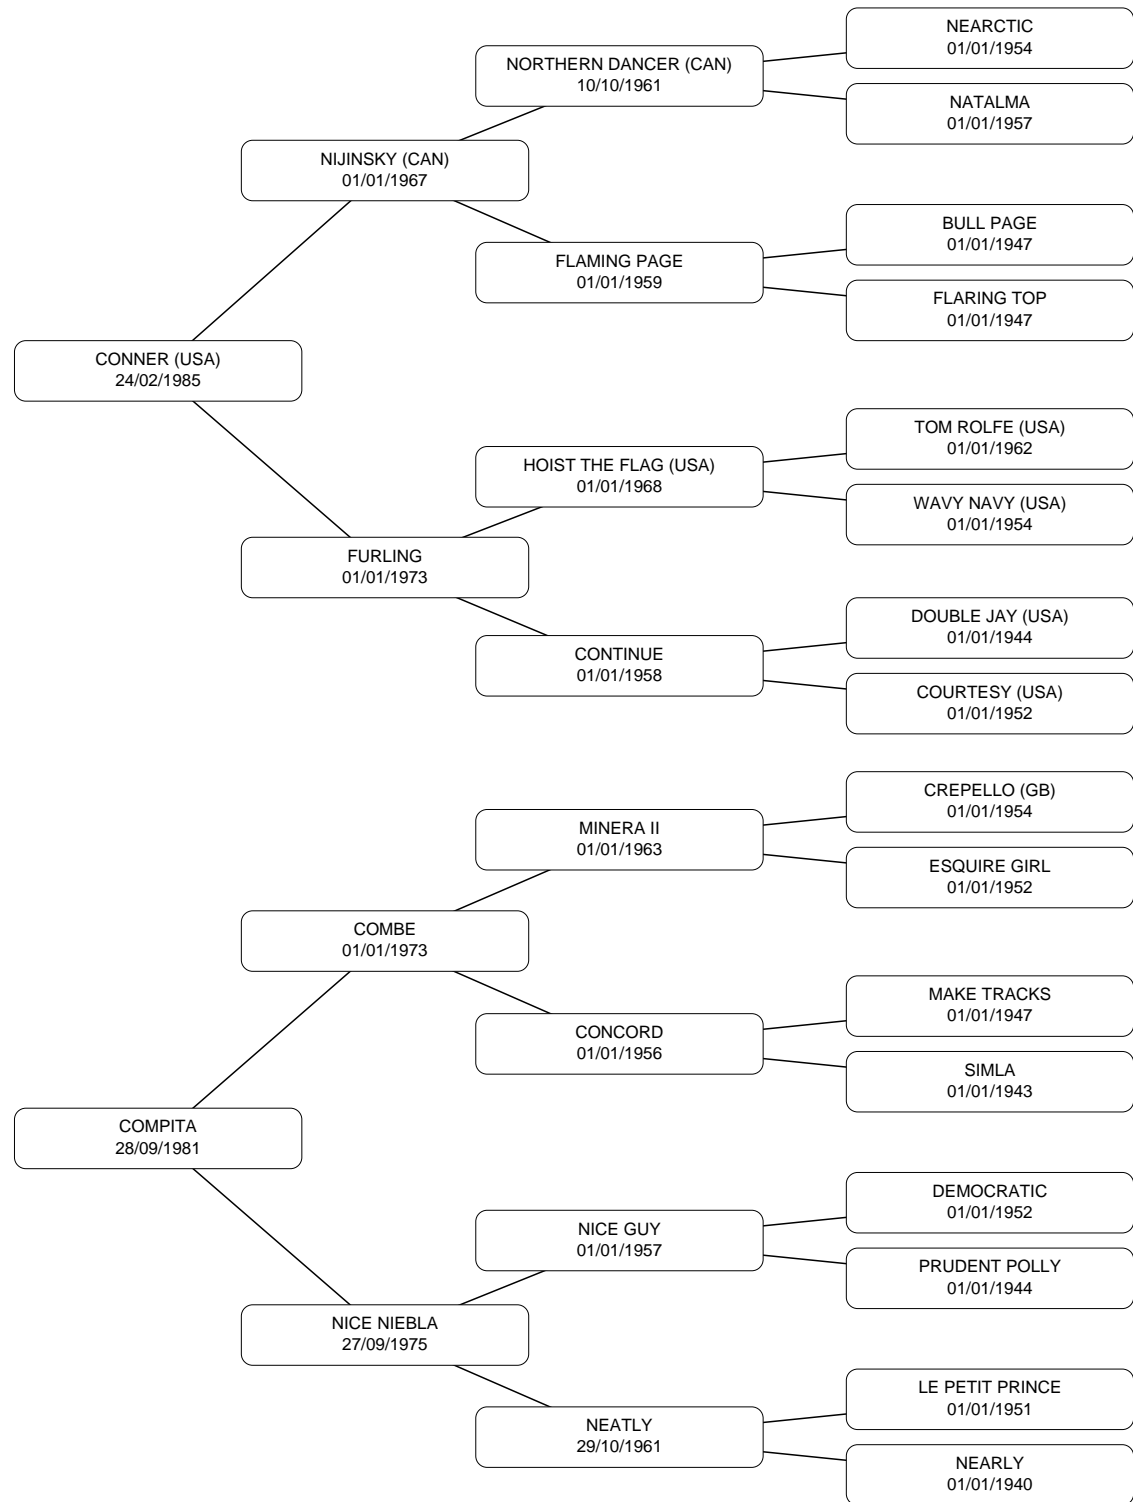 NEARCTIC
01/01/1954
NORTHERN DANCER (CAN)
10/10/1961
NATALMA
01/01/1957
NIJINSKY (CAN)
01/01/1967
BULL PAGE
01/01/1947
FLAMING PAGE
01/01/1959
FLARING TOP
01/01/1947
CONNER (USA)
24/02/1985
TOM ROLFE (USA)
01/01/1962
HOIST THE FLAG (USA)
01/01/1968
WAVY NAVY (USA)
01/01/1954
FURLING
01/01/1973
DOUBLE JAY (USA)
01/01/1944
CONTINUE
01/01/1958
COURTESY (USA)
01/01/1952
CREPELLO (GB)
01/01/1954
MINERA II
01/01/1963
ESQUIRE GIRL
01/01/1952
COMBE
01/01/1973
MAKE TRACKS
01/01/1947
CONCORD
01/01/1956
SIMLA
01/01/1943
COMPITA
28/09/1981
DEMOCRATIC
01/01/1952
NICE GUY
01/01/1957
PRUDENT POLLY
01/01/1944
NICE NIEBLA
27/09/1975
LE PETIT PRINCE
01/01/1951
NEATLY
29/10/1961
NEARLY
01/01/1940